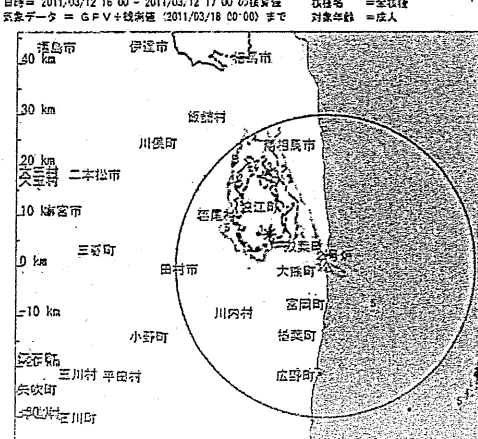 日時= 2011/03/12 16:00 - 2011/03/12 17:00 の積算値 核種名 =全核種
気象データ = GPV+観測値 (2011/03/18 00:00) まで 対象年齢 =成人
福島市 伊達市 相馬市
40 km
30 km
飯舘村
川俣町 南相馬市
20 km
二本松市
10 km 本宮市 葛尾村 浪江町
三春町 双葉町
0 km 田村市 大熊町
富岡町
-10 km 川内村
小野町 楢葉町
玉川村 平田村 広野町
矢吹町